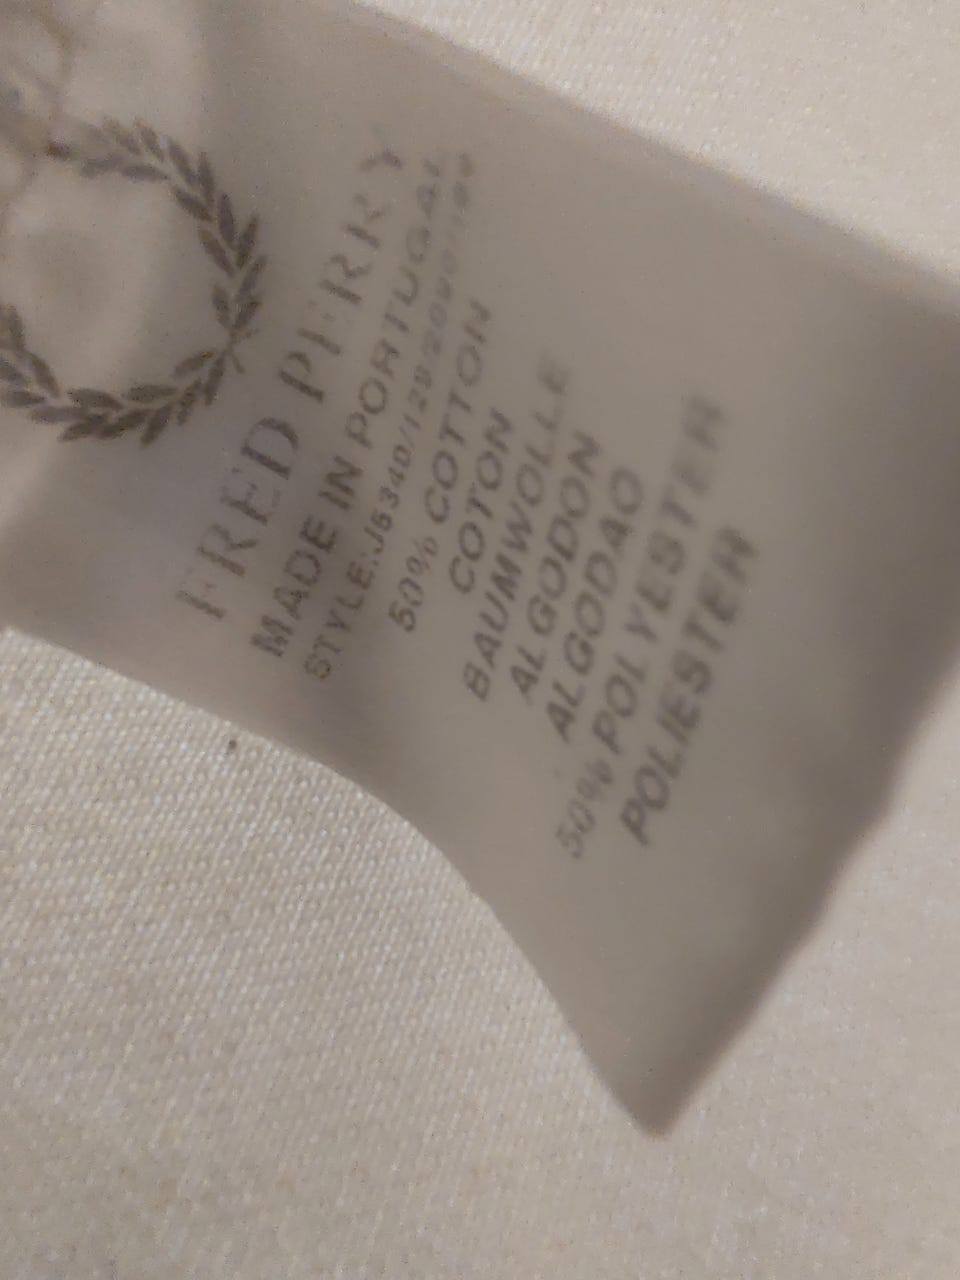 FRED PERRY
MADE IN PORTUGAL
50% COTTON
COTON
BAUMWOLLE
ALGODON
ALGODAO
50% POLYESTER
POLIESTER